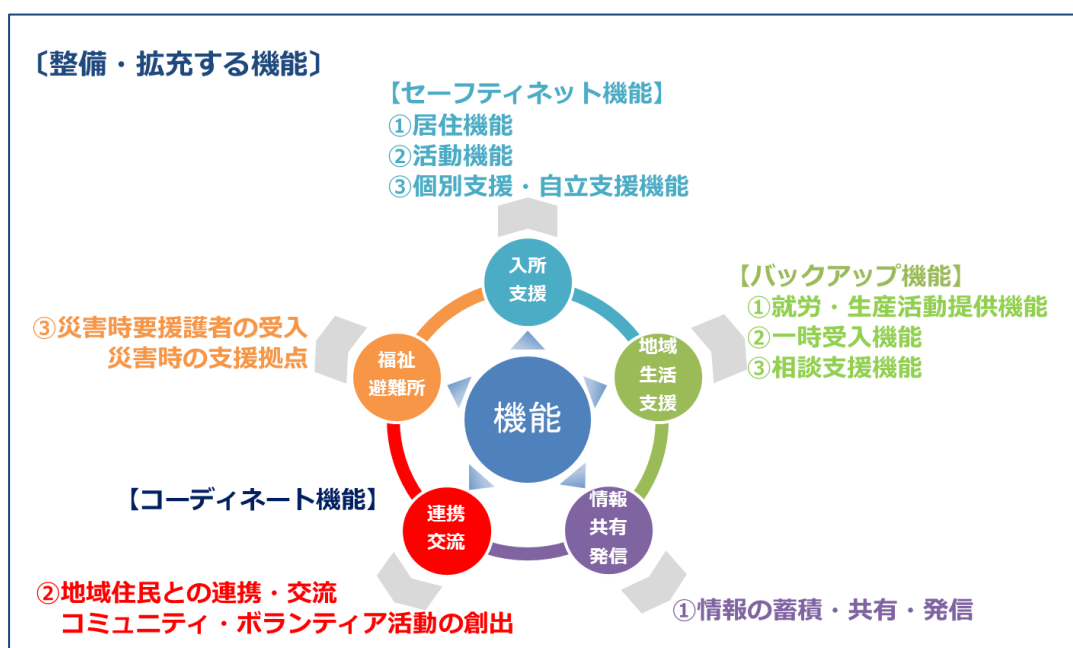 〔整備・拡充する機能〕
【セーフティネット機能】
①居住機能
②活動機能
③個別支援・自立支援機能
入所
支援
【バックアップ機能】
①就労・生産活動提供機能
②一時受入機能
③相談支援機能
地域
生活
支援
③災害時要援護者の受入
災害時の支援拠点
福祉
避難所
機能
【コーディネート機能】
連携
交流
情報
共有
発信
②地域住民との連携・交流
コミュニティ・ボランティア活動の創出
①情報の蓄積・共有・発信